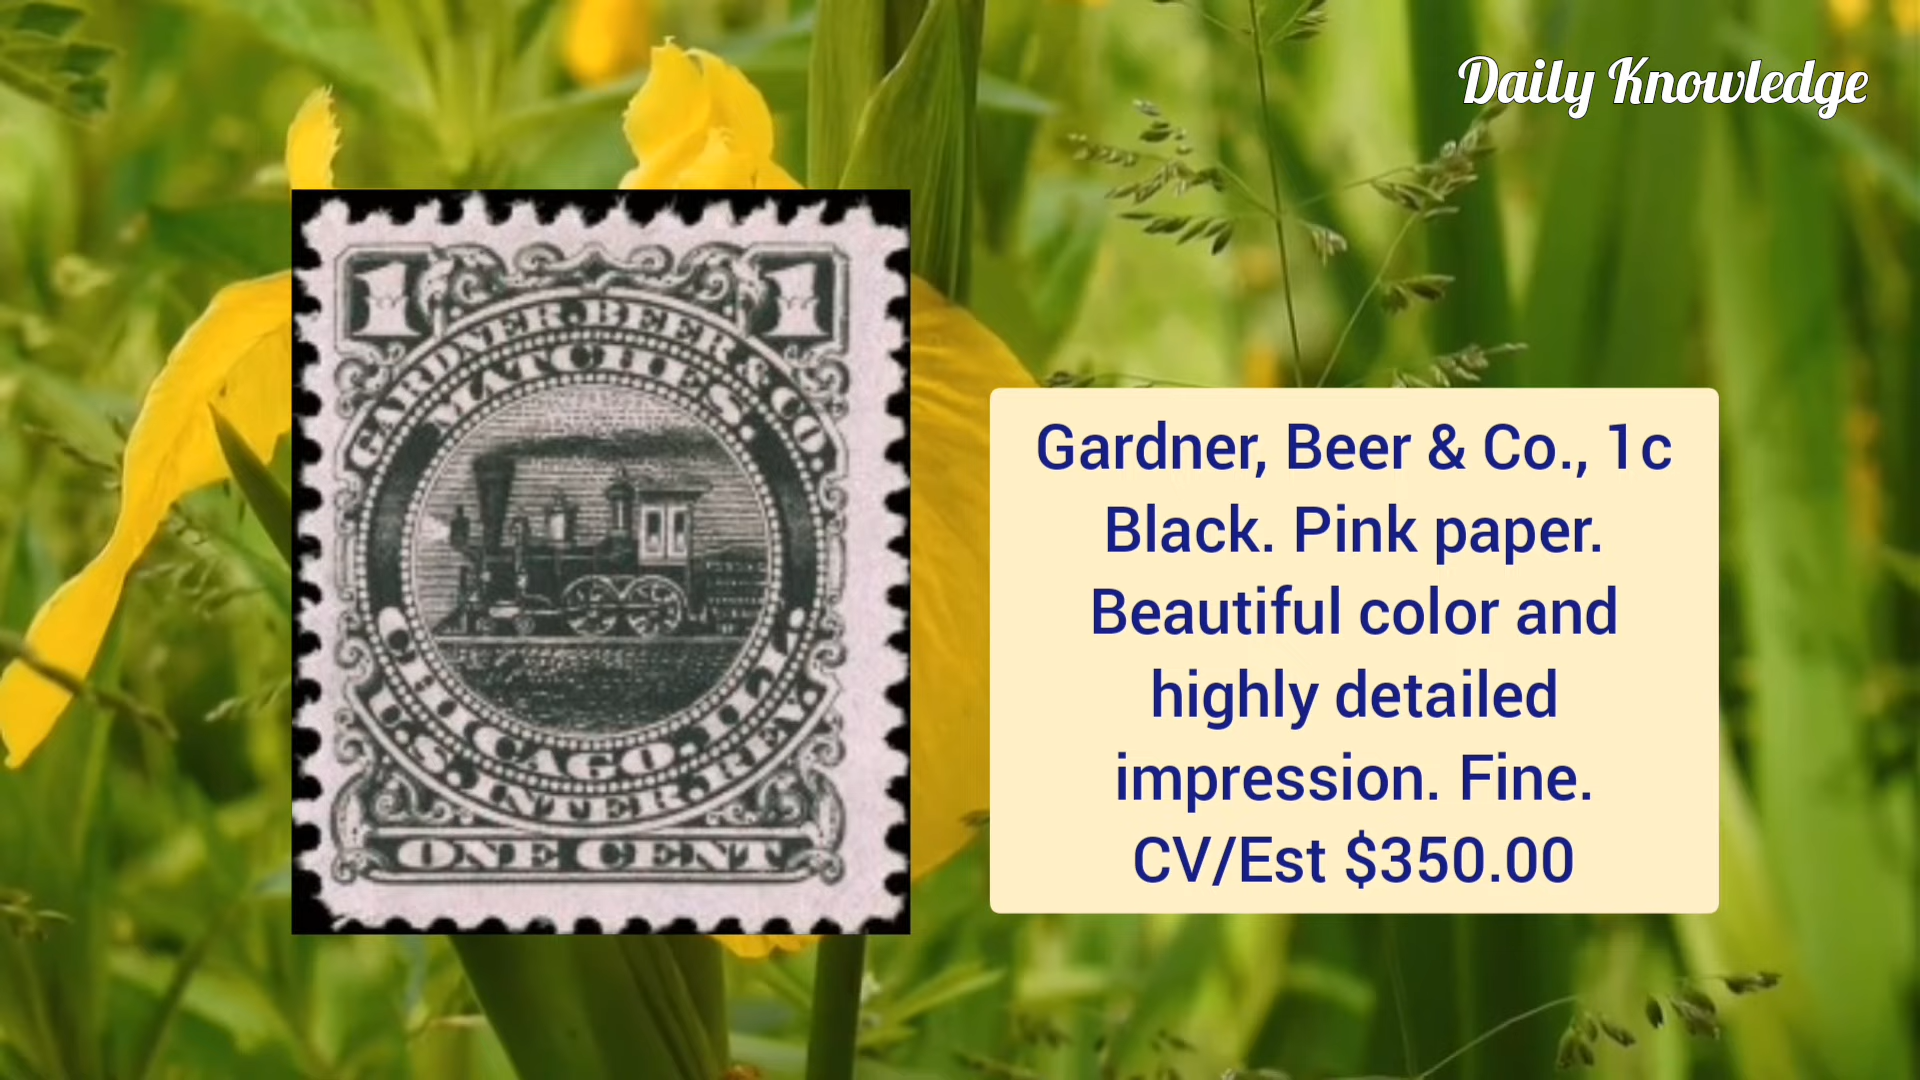 Daily Knowledge
1 1
GARDNER, BEER & CO.
MATCHES.
CHICAGO, ILL.
U.S. INTER. REV.
ONE CENT
Gardner, Beer & Co., 1c
Black. Pink paper.
Beautiful color and
highly detailed
impression. Fine.
CV/Est $350.00